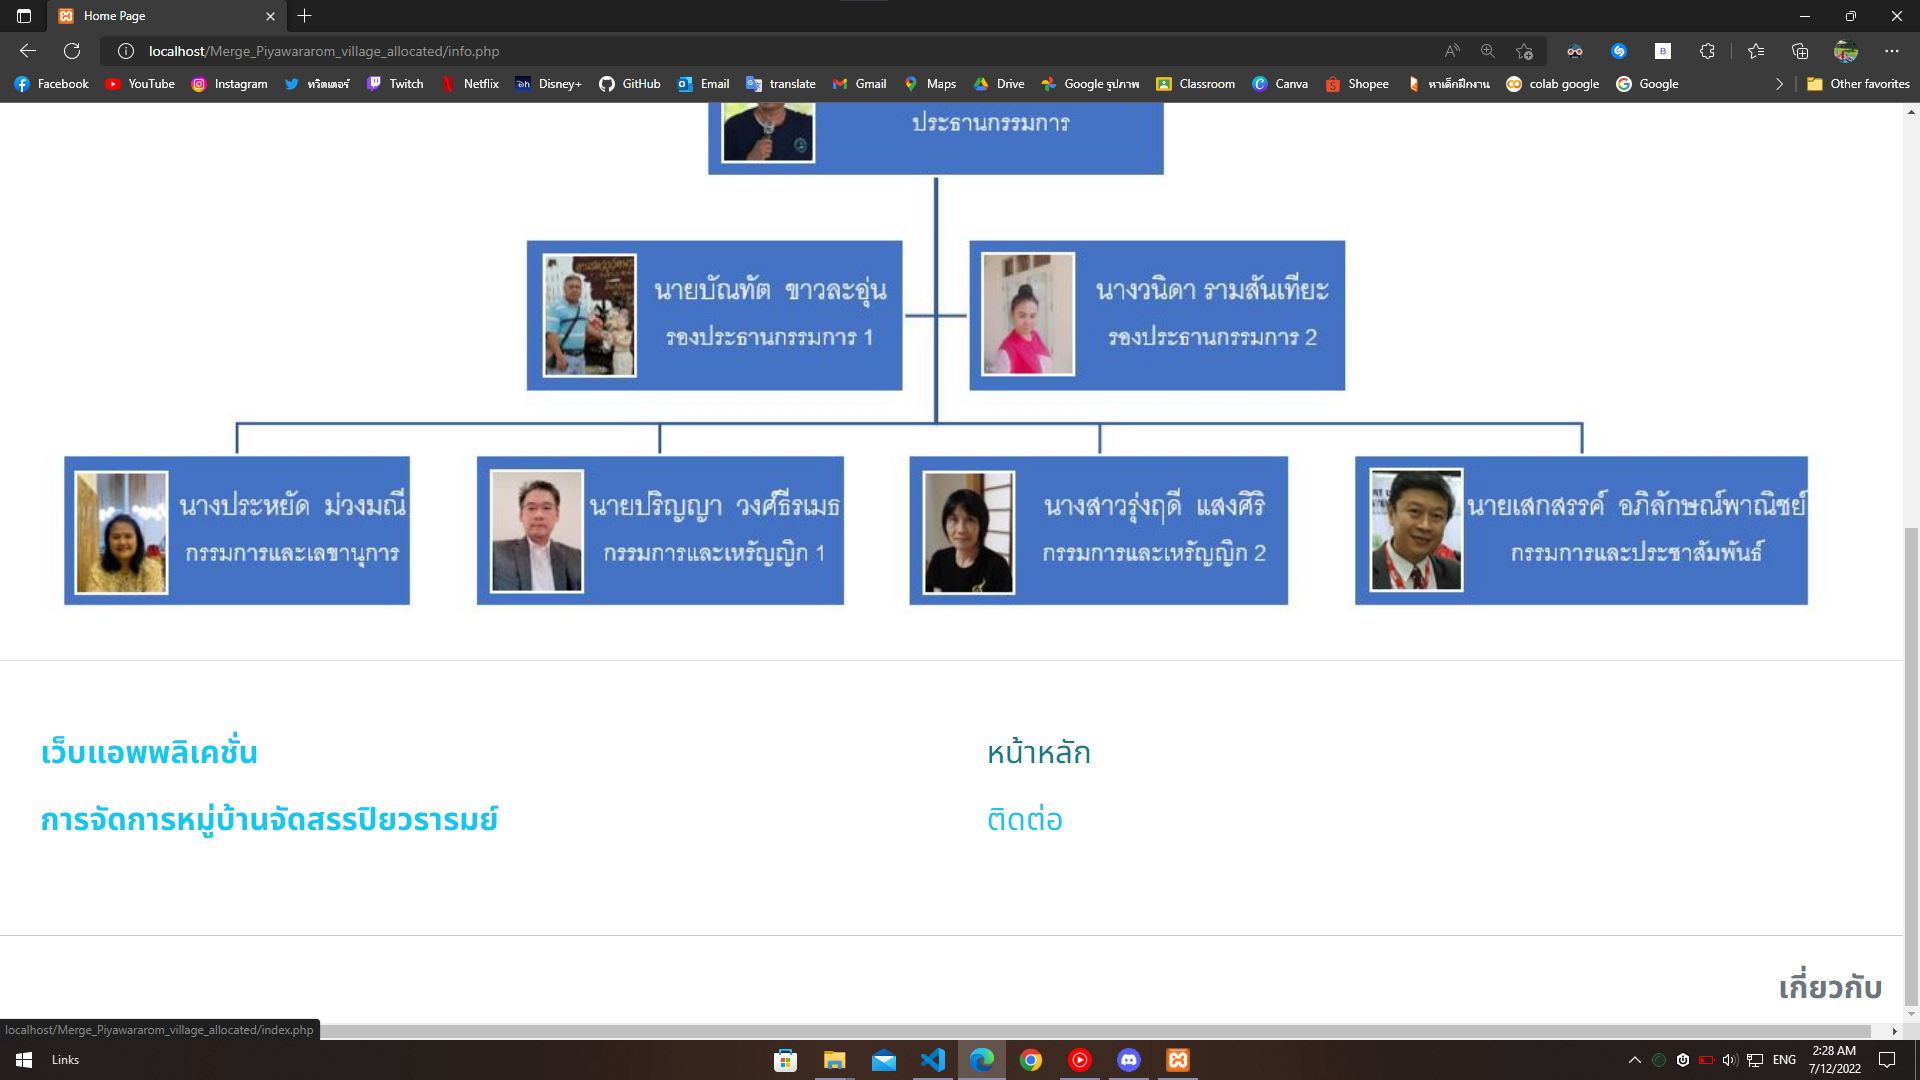 Home Page
localhost/Merge_Piyawararom_village_allocated/info.php
Facebook YouTube Instagram ทวิตเตอร์ Twitch Netflix Disney+ GitHub Email translate Gmail Maps Drive Google รูปภาพ Classroom Canva Shopee หาเด็กฝึกงาน colab google Google Other favorites
ประธานกรรมการ
นายบัณฑัต ขาวละอุ่น
รองประธานกรรมการ 1
นางวนิดา รามสันเทียะ
รองประธานกรรมการ 2
นางประหยัด ม่วงมณี
กรรมการและเลขานุการ
นายปริญญา วงศ์ธีรเมธ
กรรมการและเหรัญญิก 1
นางสาวรุ่งฤดี แสงศิริ
กรรมการและเหรัญญิก 2
นายเสกสรรค์ อภิลักษณ์พาณิชย์
กรรมการและประชาสัมพันธ์
เว็บแอพพลิเคชั่น
การจัดการหมู่บ้านจัดสรรปิยวรารมย์
หน้าหลัก
ติดต่อ
เกี่ยวกับ
localhost/Merge_Piyawararom_village_allocated/index.php
Links
ENG
2:28 AM
7/12/2022